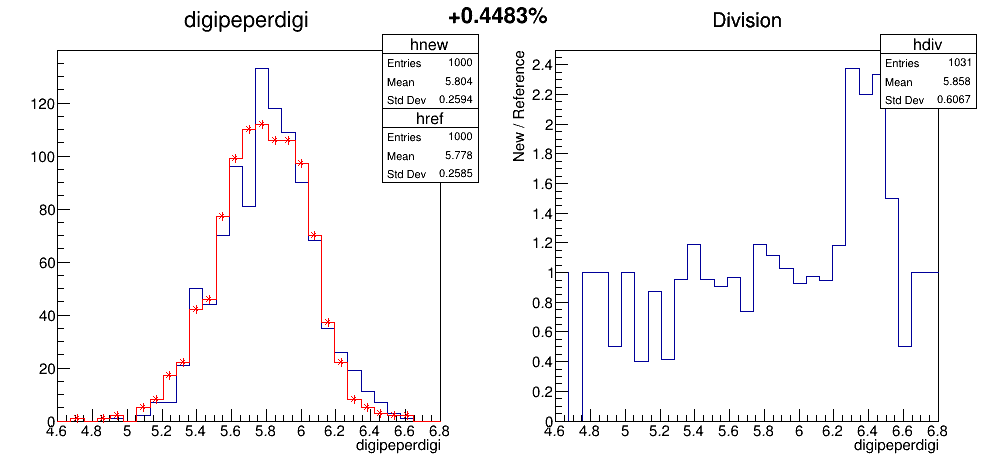 +0.4483%
digipeperdigi
hnew
Entries 1000
Mean 5.804
Std Dev 0.2594
href
Entries 1000
Mean 5.778
Std Dev 0.2585
120
100
80
60
40
20
0
4.6 4.8 5 5.2 5.4 5.6 5.8 6 6.2 6.4 6.6 6.8
digipeperdigi
Division
hdiv
Entries 1031
Mean 5.858
Std Dev 0.6067
New / Reference
2.4
2.2
2
1.8
1.6
1.4
1.2
1
0.8
0.6
0.4
0.2
0
4.6 4.8 5 5.2 5.4 5.6 5.8 6 6.2 6.4 6.6 6.8
digipeperdigi